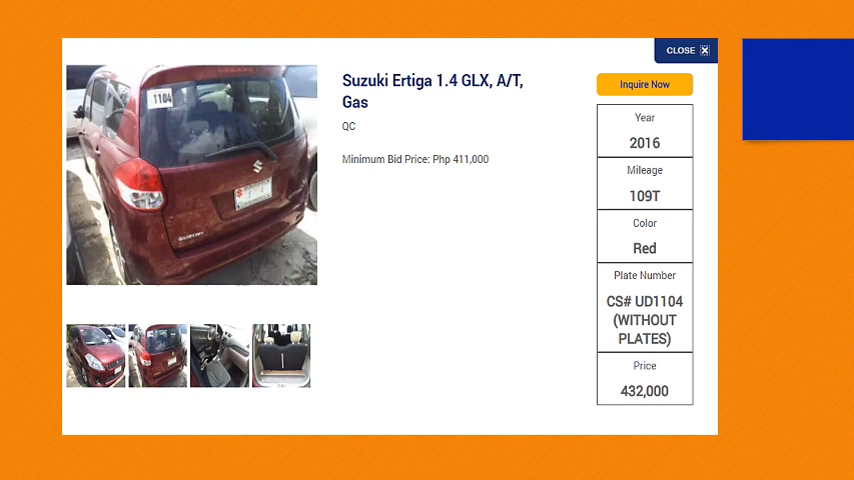 CLOSE X
Suzuki Ertiga 1.4 GLX, A/T,
Gas
QC
Minimum Bid Price: Php 411,000
Inquire Now
Year
2016
Mileage
109T
Color
Red
Plate Number
CS# UD1104
(WITHOUT
PLATES)
Price
432,000
1104
SUZUKI